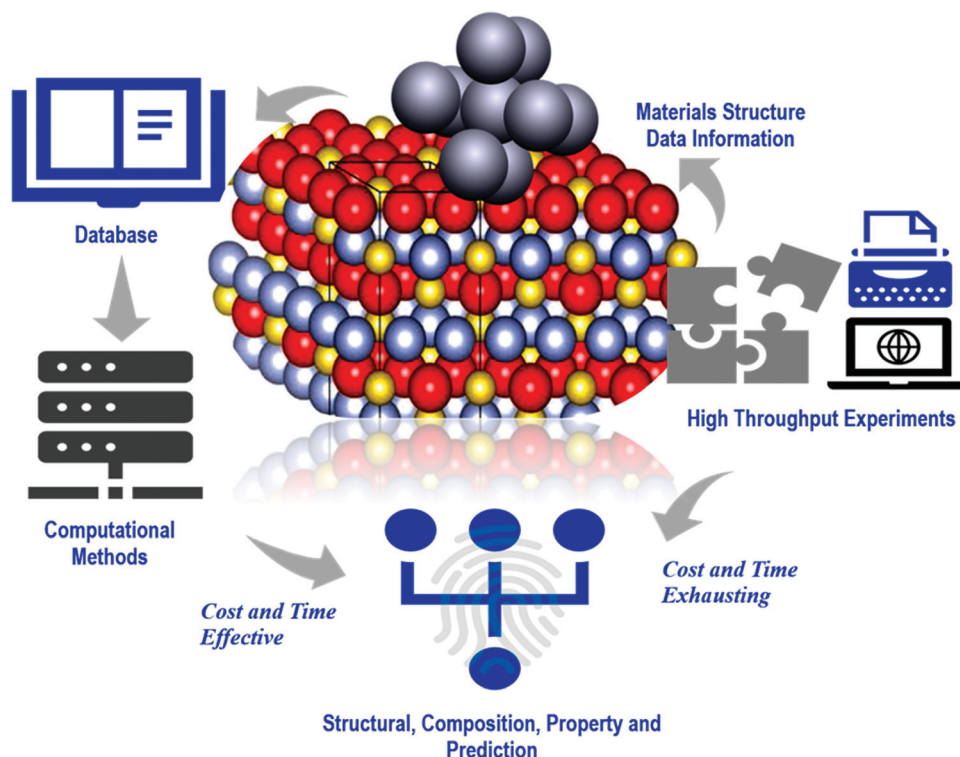 Materials Structure
Data Information
Database
High Throughput Experiments
Computational
Methods
Cost and Time
Effective
Cost and Time
Exhausting
Structural, Composition, Property and
Prediction